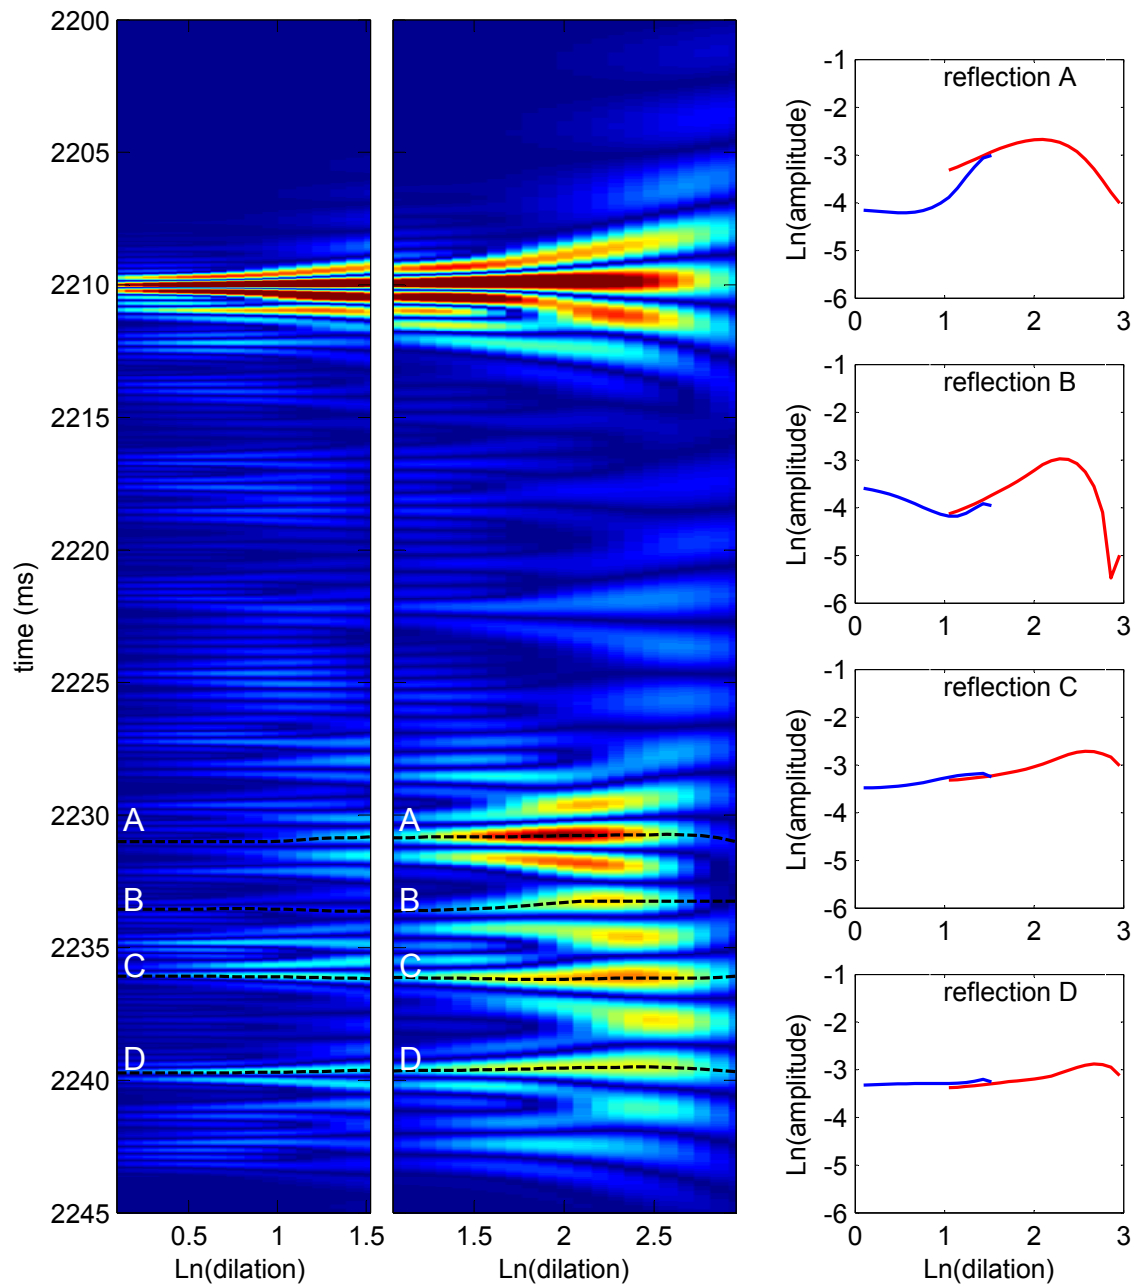 2200
2205
2210
2215
2220
2225
2230
2235
2240
2245
time (ms)
A
B
C
D
0.5 1 1.5
Ln(dilation)
A
B
C
D
1.5 2 2.5
Ln(dilation)
reflection A
-1
-2
-3
-4
-5
-6
0 1 2 3
Ln(amplitude)
reflection B
-1
-2
-3
-4
-5
-6
0 1 2 3
Ln(amplitude)
reflection C
-1
-2
-3
-4
-5
-6
0 1 2 3
Ln(amplitude)
reflection D
-1
-2
-3
-4
-5
-6
0 1 2 3
Ln(amplitude)
Ln(dilation)